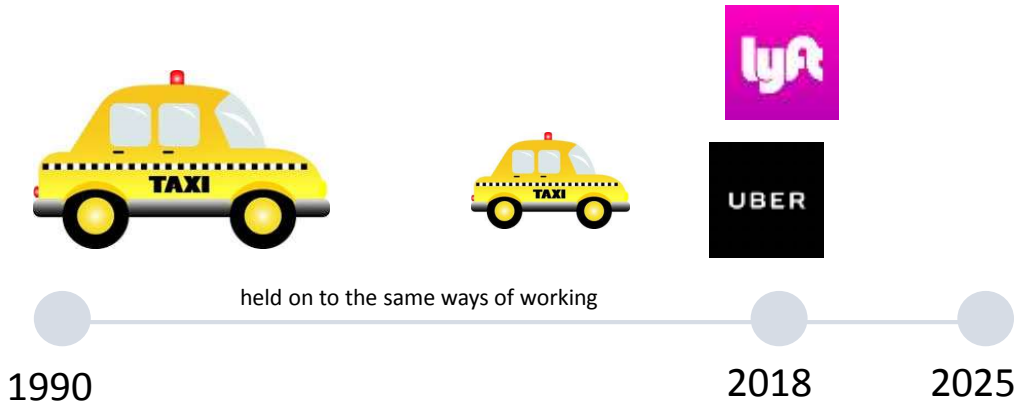 lyft
TAXI
TAXI
UBER
held on to the same ways of working
1990
2018
2025